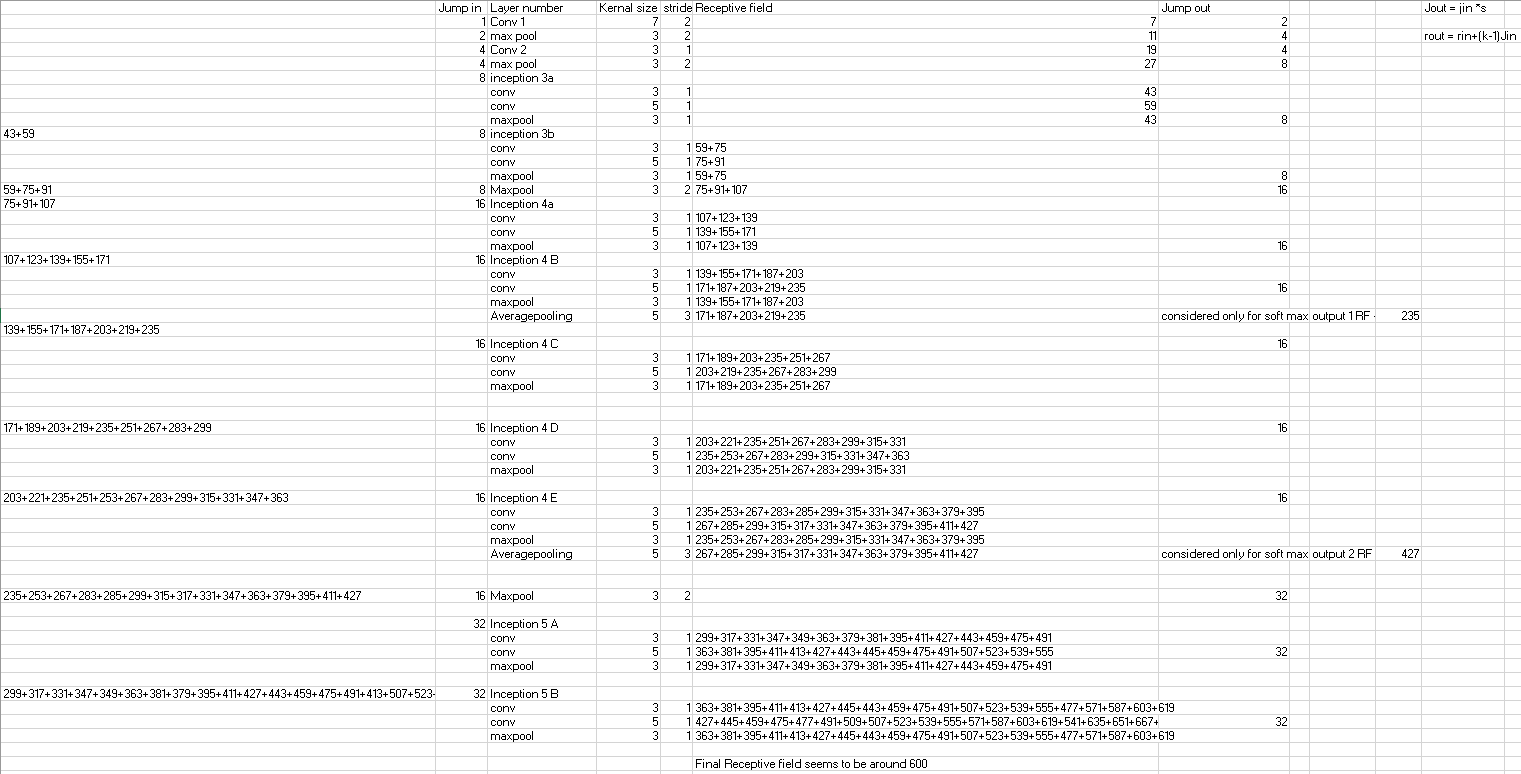 Jump in Layer number Kernal size stride Receptive field Jump out Jout = jin *s
1 Conv 1 7 2 7 2
2 max pool 3 2 11 4 rout = rin+(k-1)Jin
4 Conv 2 3 1 19 4
4 max pool 3 2 27 8
8 inception 3a
conv 3 1 43
conv 5 1 59
maxpool 3 1 43 8
43+59 8 inception 3b
conv 3 1 59+75
conv 5 1 75+91
maxpool 3 1 59+75 8
59+75+91 8 Maxpool 3 2 75+91+107 16
75+91+107 16 Inception 4a
conv 3 1 107+123+139
conv 5 1 139+155+171
maxpool 3 1 107+123+139 16
107+123+139+155+171 16 Inception 4 B
conv 3 1 139+155+171+187+203
conv 5 1 171+187+203+219+235 16
maxpool 3 1 139+155+171+187+203
Averagepooling 5 3 171+187+203+219+235 considered only for soft max output 1 RF - 235
139+155+171+187+203+219+235
16 Inception 4 C 16
conv 3 1 171+189+203+235+251+267
conv 5 1 203+219+235+267+283+299
maxpool 3 1 171+189+203+235+251+267
171+189+203+219+235+251+267+283+299 16 Inception 4 D 16
conv 3 1 203+221+235+251+267+283+299+315+331
conv 5 1 235+253+267+283+299+315+331+347+363
maxpool 3 1 203+221+235+251+267+283+299+315+331
203+221+235+251+253+267+283+299+315+331+347+363 16 Inception 4 E 16
conv 3 1 235+253+267+283+285+299+315+331+347+363+379+395
conv 5 1 267+285+299+315+317+331+347+363+379+395+411+427
maxpool 3 1 235+253+267+283+285+299+315+331+347+363+379+395
Averagepooling 5 3 267+285+299+315+317+331+347+363+379+395+411+427 considered only for soft max output 2 RF 427
235+253+267+283+285+299+315+317+331+347+363+379+395+411+427 16 Maxpool 3 2 32
32 Inception 5 A
conv 3 1 299+317+331+347+349+363+379+381+395+411+427+443+459+475+491
conv 5 1 363+381+395+411+413+427+443+445+459+475+491+507+523+539+555 32
maxpool 3 1 299+317+331+347+349+363+379+381+395+411+427+443+459+475+491
299+317+331+347+349+363+381+379+395+411+427+443+459+475+491+413+507+523- 32 Inception 5 B
conv 3 1 363+381+395+411+413+427+445+443+459+475+491+507+523+539+555+477+571+587+603+619
conv 5 1 427+445+459+475+477+491+509+507+523+539+555+571+587+603+619+541+635+651+667+ 32
maxpool 3 1 363+381+395+411+413+427+445+443+459+475+491+507+523+539+555+477+571+587+603+619
Final Receptive field seems to be around 600